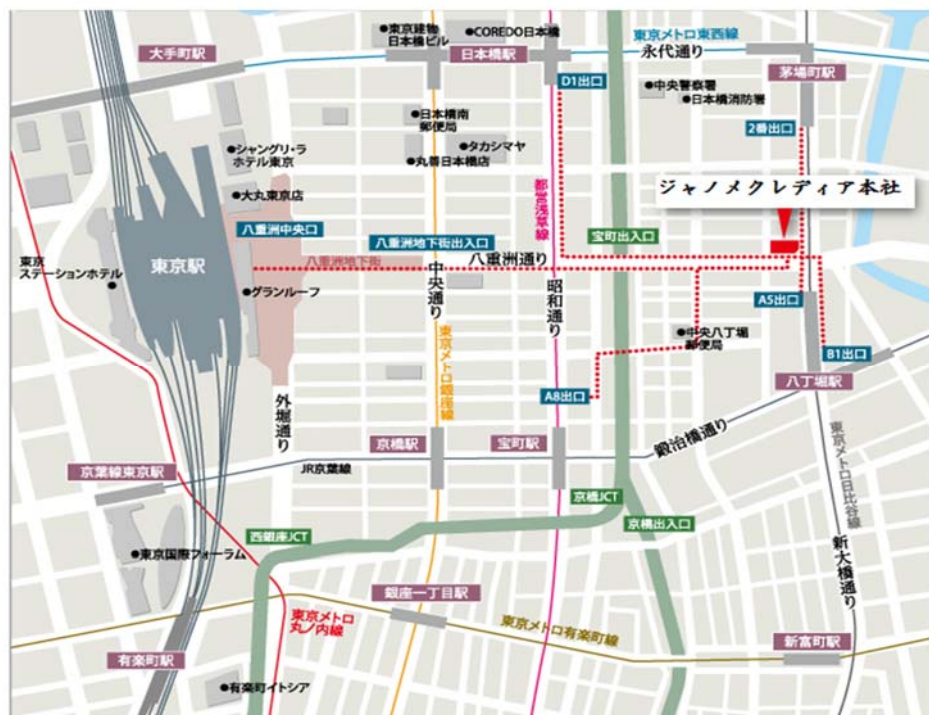 東京建物
日本橋ビル
COREDO日本橋
東京メトロ東西線
永代通り
大手町駅
日本橋駅
茅場町駅
D1出口
中央警察署
日本橋消防署
2番出口
日本橋南
郵便局
シャングリ・ラ
ホテル東京
タカシマヤ
丸善日本橋店
大丸東京店
都営浅草線
ジャノメクレディア本社
八重洲中央口
八重洲地下街出入口
宝町出入口
東京駅
八重洲地下街
八重洲通り
東京
ステーションホテル
中央通り
昭和通り
グランルーフ
A5出口
中央八丁堀
郵便局
B1出口
東京メトロ銀座線
八丁堀駅
A8出口
外堀通り
京橋駅
宝町駅
鍛冶橋通り
東京メトロ日比谷線
京葉線東京駅
JR京葉線
京橋JCT
京橋出入口
西銀座JCT
新大橋通り
東京国際フォーラム
銀座一丁目駅
東京メトロ
丸ノ内線
東京メトロ有楽町線
新富町駅
有楽町駅
有楽町イトシア